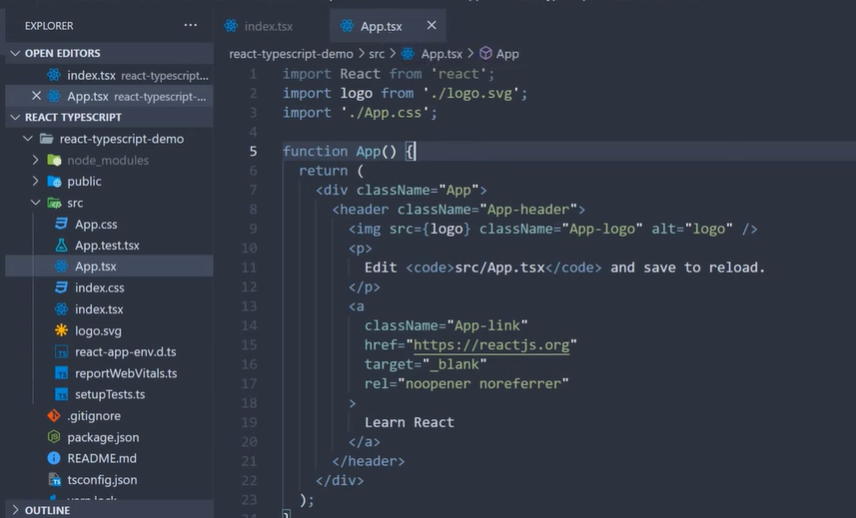 EXPLORER ···
OPEN EDITORS
index.tsx react-typescript...
App.tsx react-typescript-...
REACT TYPESCRIPT
react-typescript-demo
node_modules
public
src
App.css
App.test.tsx
App.tsx
index.css
index.tsx
logo.svg
react-app-env.d.ts
reportWebVitals.ts
setupTests.ts
.gitignore
package.json
README.md
tsconfig.json
yarn.lock
OUTLINE
index.tsx App.tsx
react-typescript-demo > src > App.tsx > App
1 import React from 'react';
2 import logo from './logo.svg';
3 import './App.css';
4
5 function App() {
6 return (
7 <div className="App">
8 <header className="App-header">
9 <img src={logo} className="App-logo" alt="logo" />
10 <p>
11 Edit <code>src/App.tsx</code> and save to reload.
12 </p>
13 <a
14 className="App-link"
15 href="https://reactjs.org"
16 target="_blank"
17 rel="noopener noreferrer"
18 >
19 Learn React
20 </a>
21 </header>
22 </div>
23 );
24 }